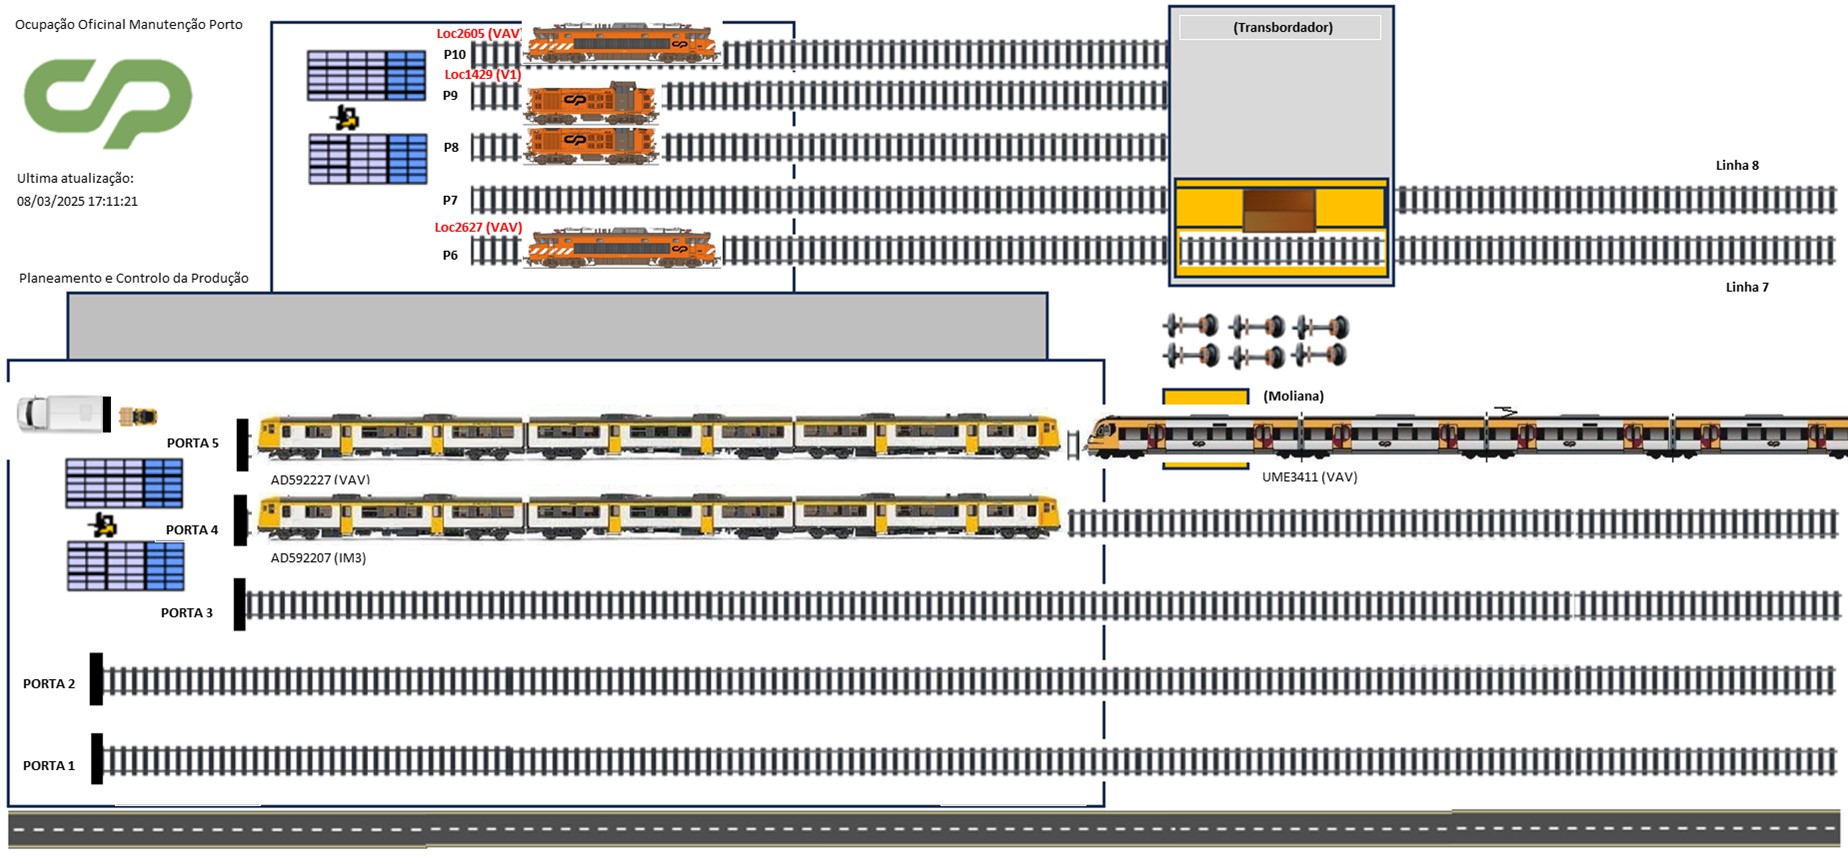 Ocupação Oficinal Manutenção Porto
Ultima atualização:
08/03/2025 17:11:21
Planeamento e Controlo da Produção
Loc2605 (VAV)
P10
Loc1429 (V1)
P9
P8
P7
Loc2627 (VAV)
P6
(Transbordador)
Linha 8
Linha 7
(Moliana)
PORTA 5
AD592227 (VAV)
UME3411 (VAV)
PORTA 4
AD592207 (IM3)
PORTA 3
PORTA 2
PORTA 1